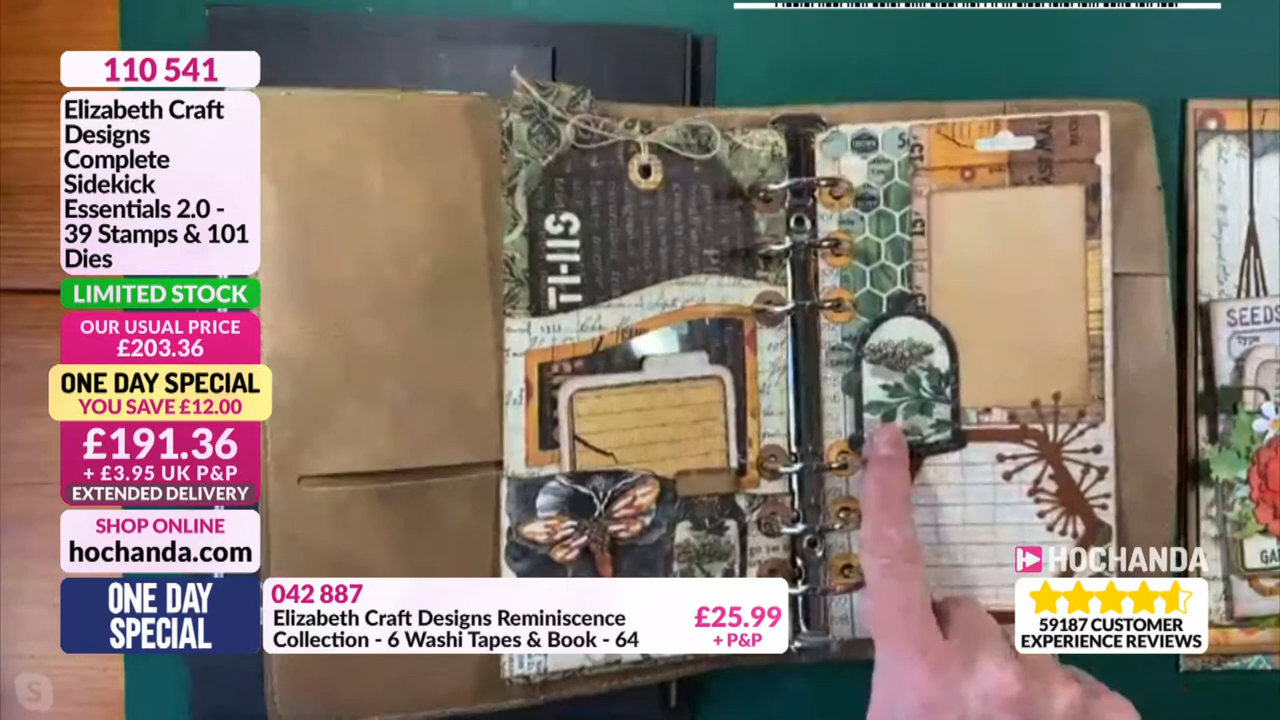 110 541
Elizabeth Craft
Designs
Complete
Sidekick
Essentials 2.0 -
39 Stamps & 101
Dies
LIMITED STOCK
OUR USUAL PRICE
£203.36
ONE DAY SPECIAL
YOU SAVE £12.00
£191.36
+ £3.95 UK P&P
EXTENDED DELIVERY
SHOP ONLINE
hochanda.com
ONE DAY
SPECIAL
042 887
Elizabeth Craft Designs Reminiscence
Collection - 6 Washi Tapes & Book - 64
£25.99
+ P&P
THIS
SEEDS
HOCHANDA
59187 CUSTOMER
EXPERIENCE REVIEWS
S